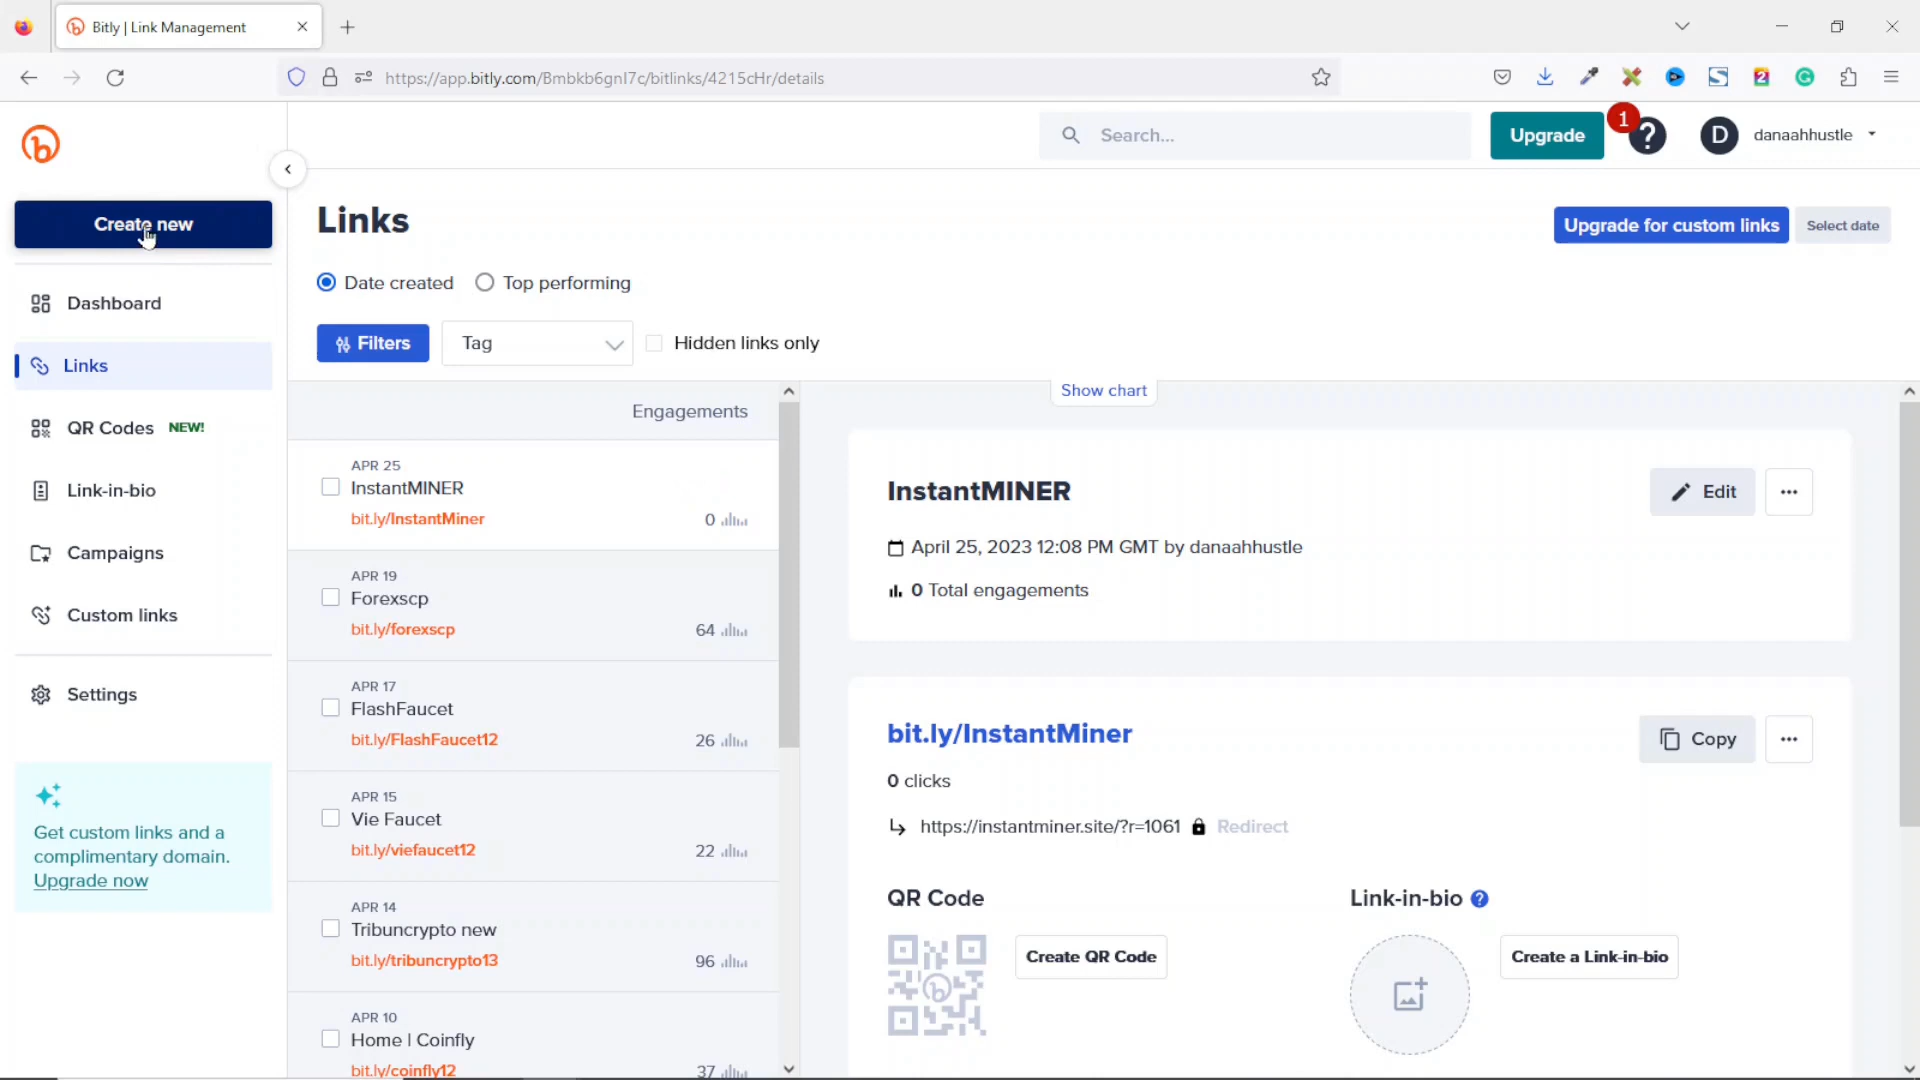 Bitly | Link Management
https://app.bitly.com/Bmbkb6gnI7c/bitlinks/4215cHr/details
Search...
Upgrade
1
?
D
danaahhustle
Create new
Dashboard
Links
QR Codes NEW!
Link-in-bio
Campaigns
Custom links
Settings
Get custom links and a
complimentary domain.
Upgrade now
Links
Upgrade for custom links
Select date
Date created
Top performing
Filters
Tag
Hidden links only
Engagements
APR 25
InstantMINER
bit.ly/InstantMiner
0
APR 19
Forexscp
bit.ly/forexscp
64
APR 17
FlashFaucet
bit.ly/FlashFaucet12
26
APR 15
Vie Faucet
bit.ly/viefaucet12
22
APR 14
Tribuncrypto new
bit.ly/tribuncrypto13
96
APR 10
Home | Coinfly
bit.ly/coinfly12
37
Show chart
InstantMINER
Edit
April 25, 2023 12:08 PM GMT by danaahhustle
0 Total engagements
bit.ly/InstantMiner
Copy
0 clicks
https://instantminer.site/?r=1061
Redirect
QR Code
Create QR Code
Link-in-bio ?
Create a Link-in-bio